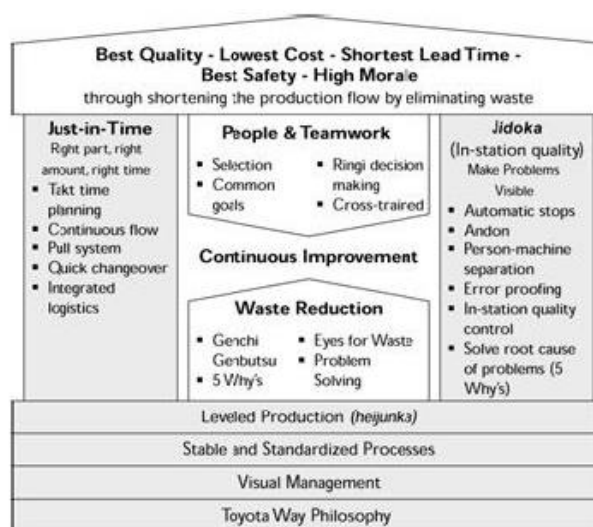 Best Quality - Lowest Cost - Shortest Lead Time -
Best Safety - High Morale
through shortening the production flow by eliminating waste
Just-in-Time
Right part, right
amount, right time
▪ Takt time
planning
▪ Continuous flow
▪ Pull system
▪ Quick changeover
▪ Integrated
logistics
People & Teamwork
▪ Selection
▪ Common
goals
▪ Ringi decision
making
▪ Cross-trained
Continuous Improvement
Waste Reduction
▪ Genchi
Genbutsu
▪ 5 Why's
▪ Eyes for Waste
▪ Problem
Solving
Jidoka
(In-station quality)
Make Problems
Visible
▪ Automatic stops
▪ Andon
▪ Person-machine
separation
▪ Error proofing
▪ In-station quality
control
▪ Solve root cause
of problems (5
Why's)
Leveled Production (heijunka)
Stable and Standardized Processes
Visual Management
Toyota Way Philosophy